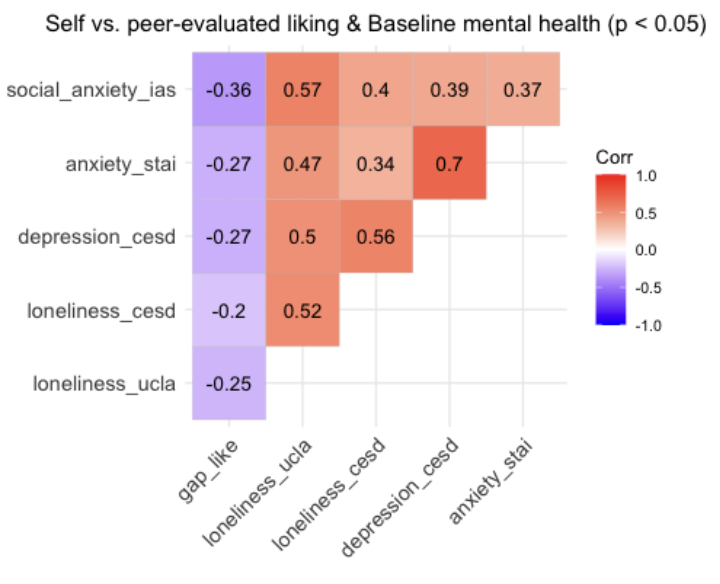 Self vs. peer-evaluated liking & Baseline mental health (p < 0.05)
social_anxiety_ias -0.36 0.57 0.4 0.39 0.37
anxiety_stai -0.27 0.47 0.34 0.7
depression_cesd -0.27 0.5 0.56
loneliness_cesd -0.2 0.52
loneliness_ucla -0.25
gap_like
loneliness_ucla
loneliness_cesd
depression_cesd
anxiety_stai
Corr
1.0
0.5
0.0
-0.5
-1.0